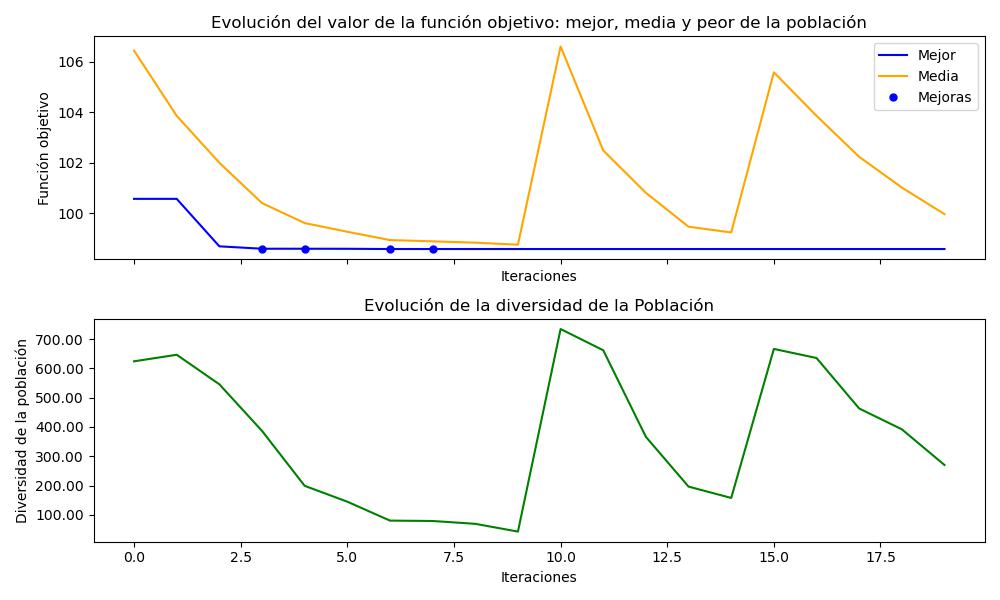 Evolución del valor de la función objetivo: mejor, media y peor de la población
Función objetivo
106
104
102
100
Mejor
Media
Mejoras
Iteraciones
Evolución de la diversidad de la Población
Diversidad de la población
700.00
600.00
500.00
400.00
300.00
200.00
100.00
0.0 2.5 5.0 7.5 10.0 12.5 15.0 17.5
Iteraciones